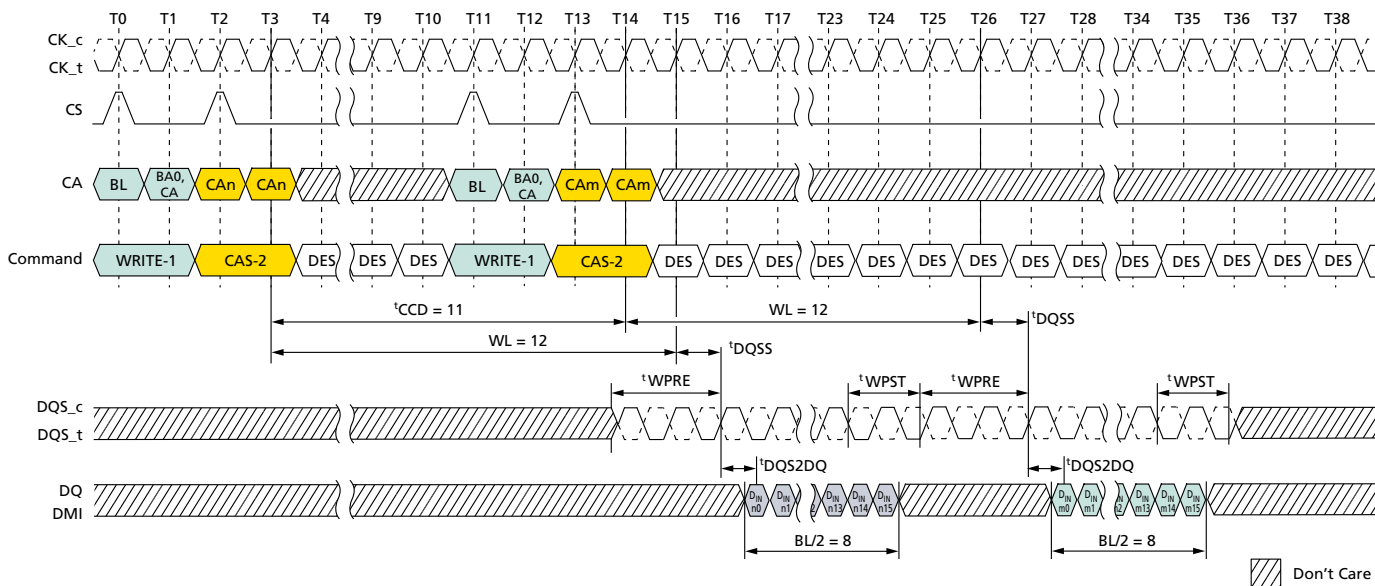 T0 T1 T2 T3 T4 T9 T10 T11 T12 T13 T14 T15 T16 T17 T23 T24 T25 T26 T27 T28 T34 T35 T36 T37 T38
CK_c
CK_t
CS
CA BL BA0, CA CAn CAn BL BA0, CA CAm CAm
Command WRITE-1 CAS-2 DES DES DES WRITE-1 CAS-2 DES DES DES DES DES DES DES DES DES DES DES DES DES DES
tCCD = 11 WL = 12 tDQSS
WL = 12 tDQSS
tWPRE tWPST tWPRE tWPST
DQS_c
DQS_t
tDQS2DQ tDQS2DQ
DQ
DMI
DIN n0 DIN n1 DIN n13 DIN n14 DIN n15 DIN m0 DIN m1 DIN m13 DIN m14 DIN m15
BL/2 = 8 BL/2 = 8
Don't Care